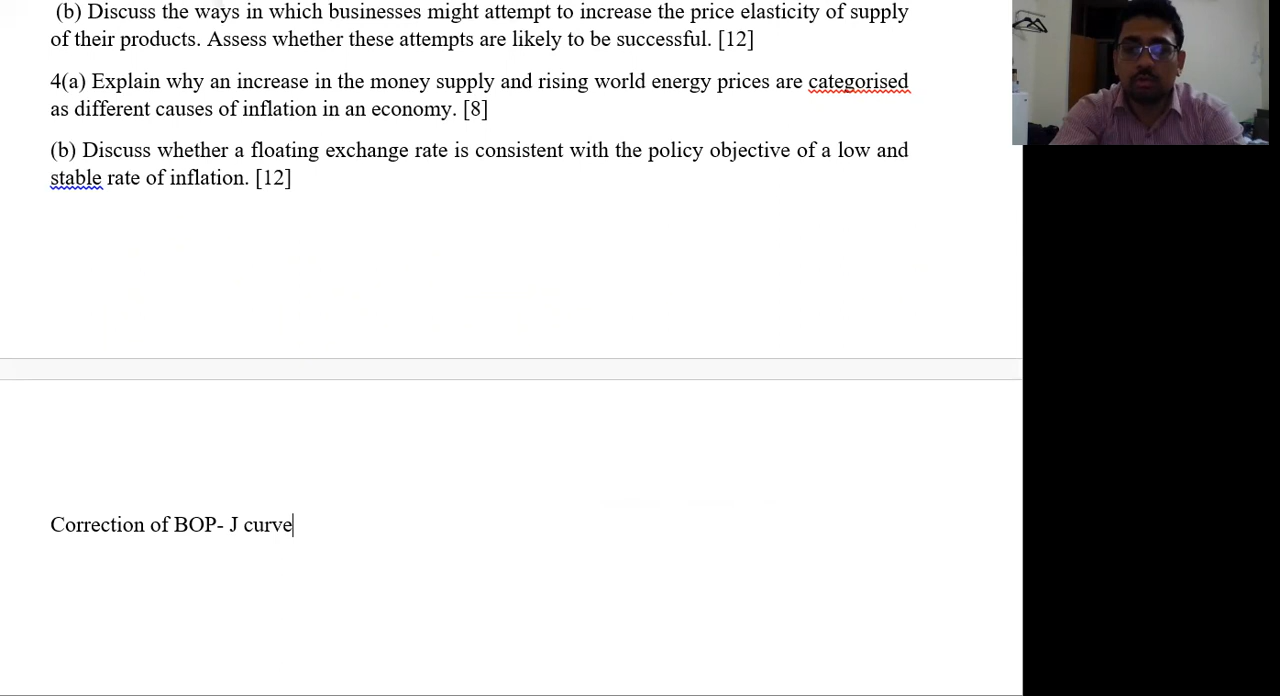 (b) Discuss the ways in which businesses might attempt to increase the price elasticity of supply
of their products. Assess whether these attempts are likely to be successful. [12]
4(a) Explain why an increase in the money supply and rising world energy prices are categorised
as different causes of inflation in an economy. [8]
(b) Discuss whether a floating exchange rate is consistent with the policy objective of a low and
stable rate of inflation. [12]
Correction of BOP- J curve